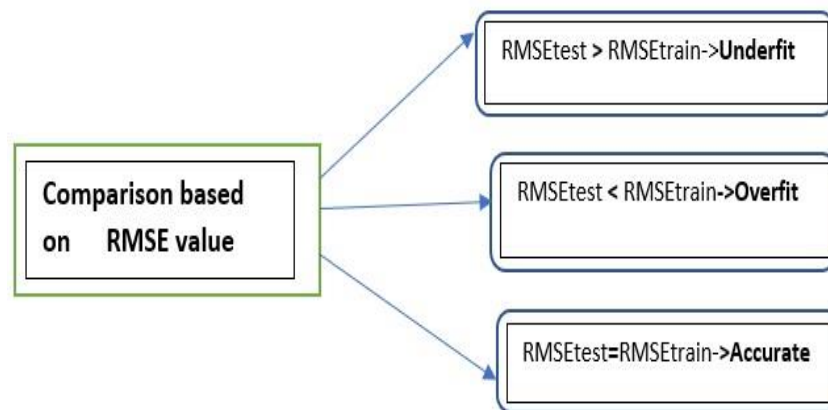 RMSEtest > RMSEtrain->Underfit
Comparison based
on RMSE value
RMSEtest < RMSEtrain->Overfit
RMSEtest=RMSEtrain->Accurate